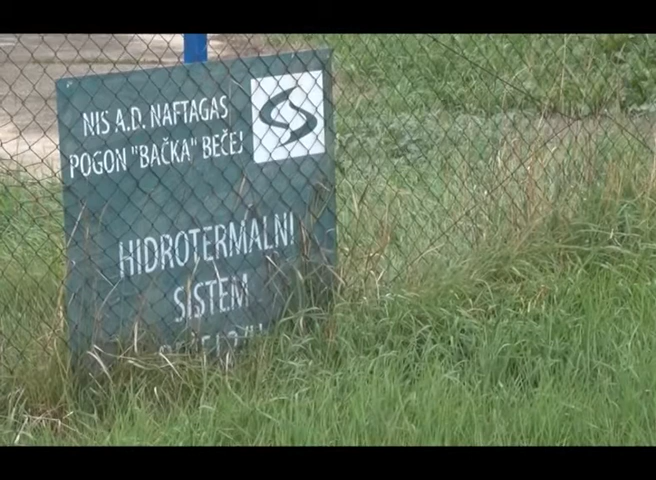 NIS A.D. NAFTAGAS
POGON "BAČKA" BEČEJ
HIDROTERMALNI
SISTEM